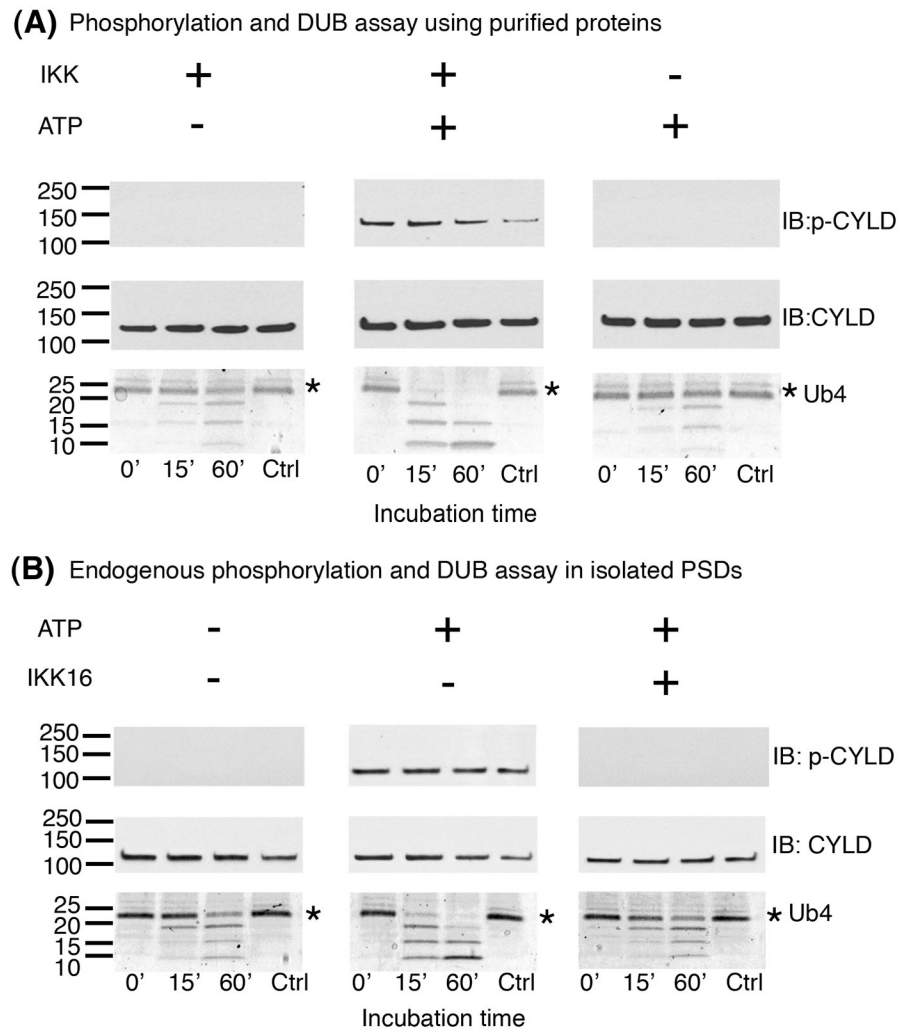 (A) Phosphorylation and DUB assay using purified proteins
IKK + + -
ATP - + +
250
150
100
IB:p-CYLD
250
150
100
IB:CYLD
25
20
15
10
* * * Ub4
0’ 15’ 60’ Ctrl 0’ 15’ 60’ Ctrl 0’ 15’ 60’ Ctrl
Incubation time
(B) Endogenous phosphorylation and DUB assay in isolated PSDs
ATP - + +
IKK16 - - +
250
150
100
IB: p-CYLD
250
150
100
IB: CYLD
25
20
15
10
* * * Ub4
0’ 15’ 60’ Ctrl 0’ 15’ 60’ Ctrl 0’ 15’ 60’ Ctrl
Incubation time